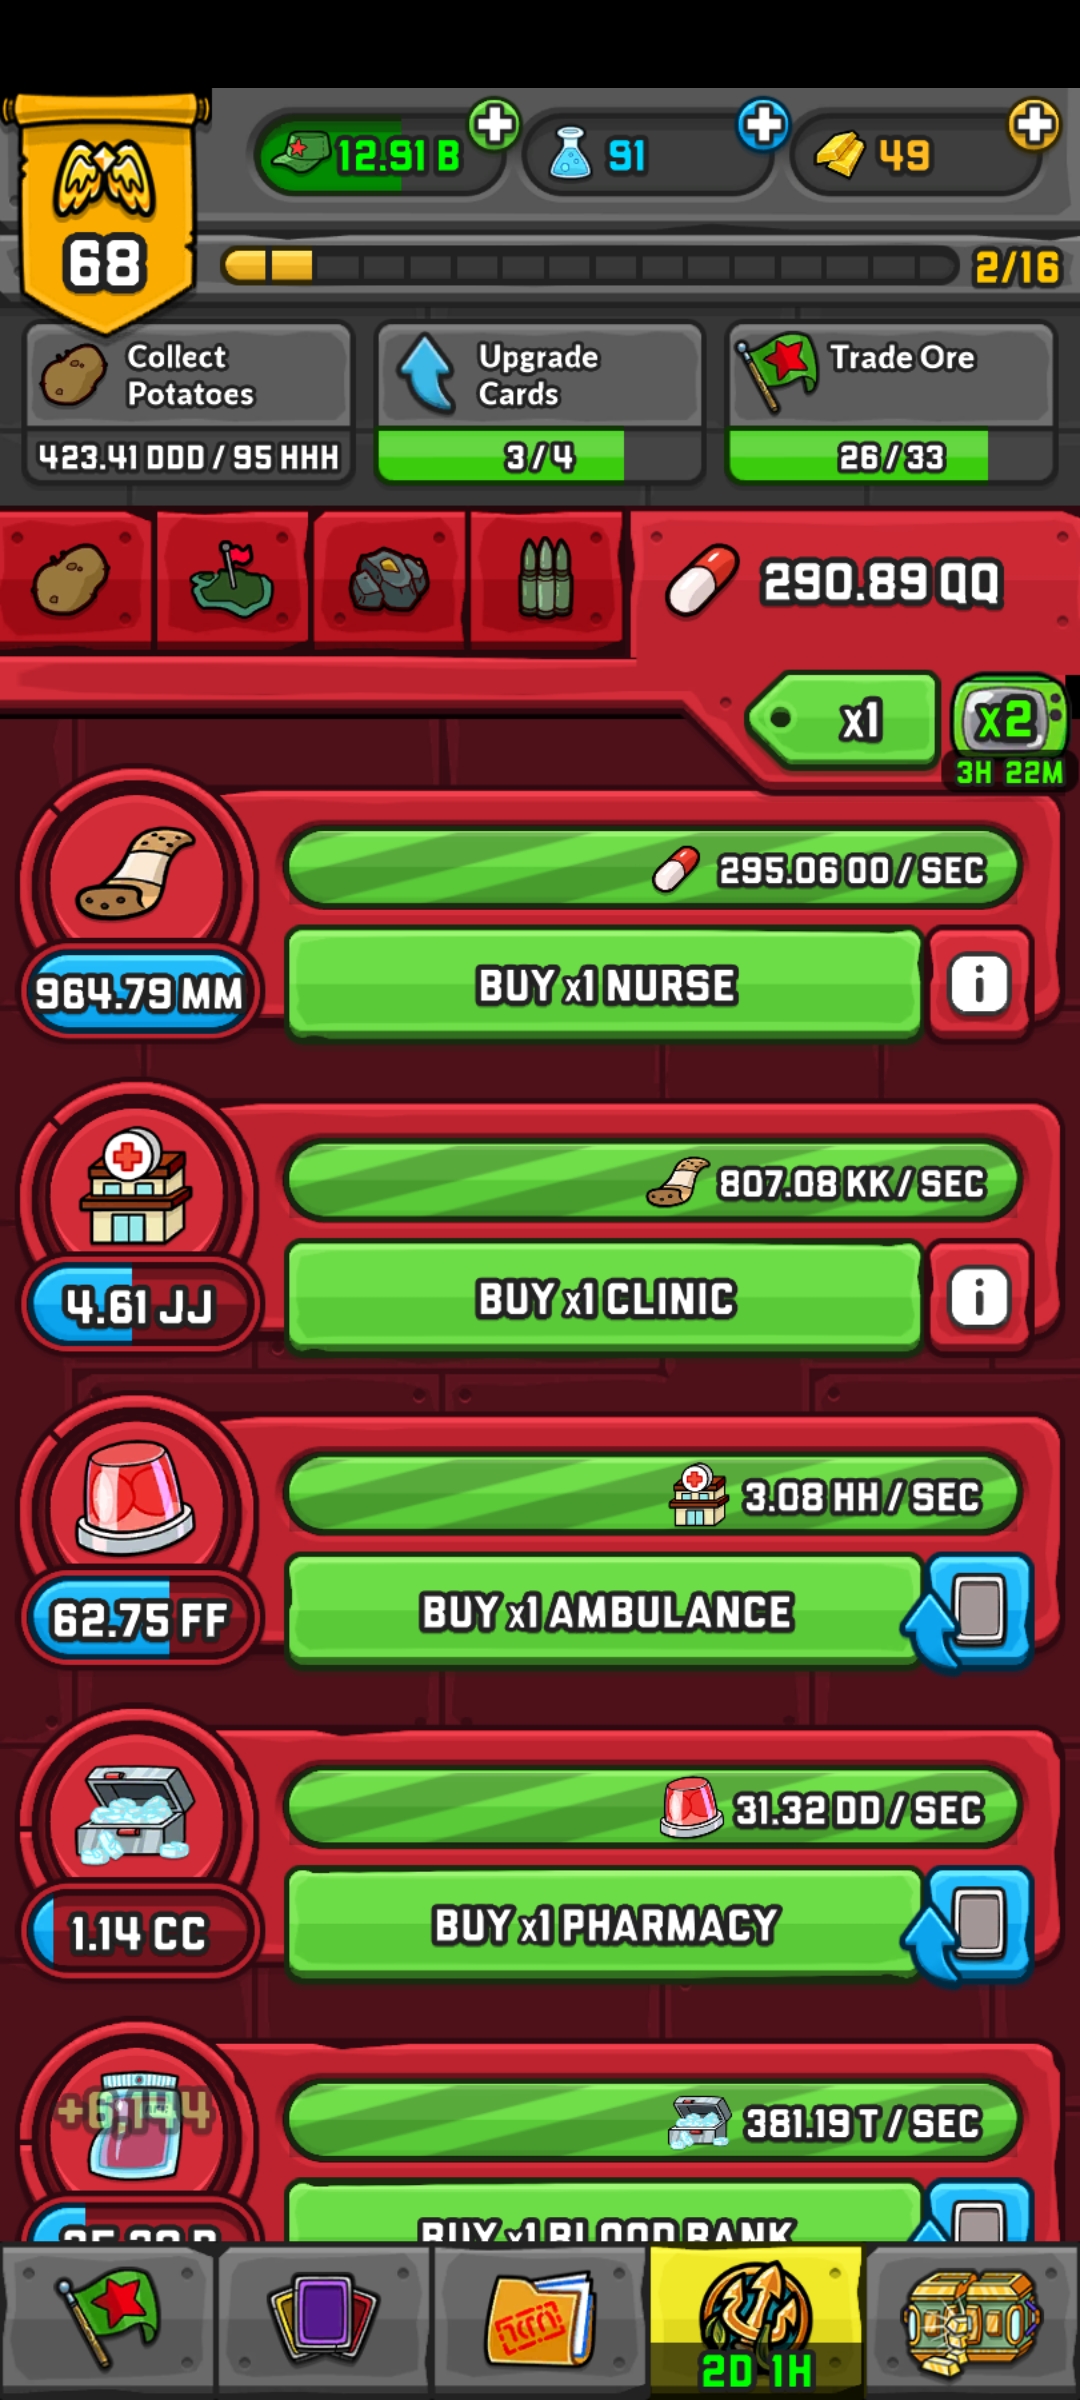 12.91 B
91
49
68
2/16
Collect
Potatoes
423.41 DDD / 95 HHH
Upgrade
Cards
3/4
Trade Ore
26/33
290.89 QQ
x1
x2
3H 22M
295.06 OO / SEC
964.79 MM
BUY x1 NURSE
i
807.08 KK / SEC
4.61 JJ
BUY x1 CLINIC
i
3.08 HH / SEC
62.75 FF
BUY x1 AMBULANCE
31.32 DD / SEC
1.14 CC
BUY x1 PHARMACY
+6,144
381.19 T / SEC
BUY x1 BLOOD BANK
2D 1H